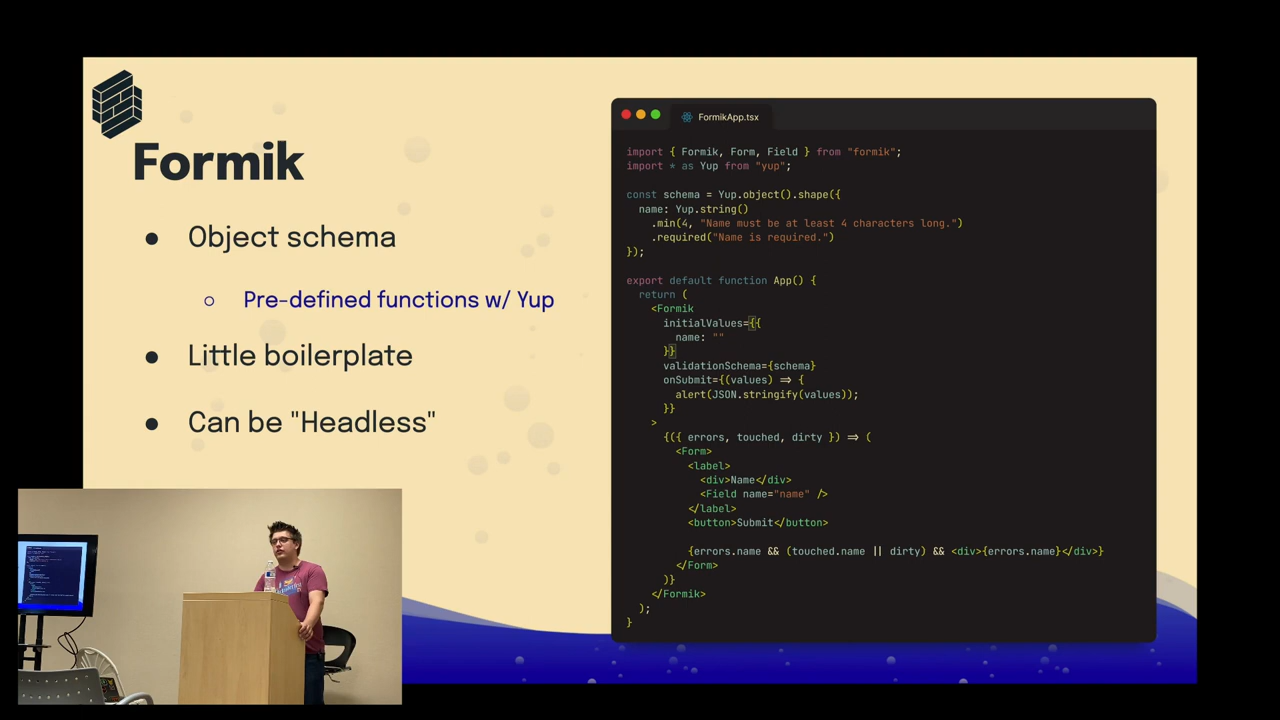 Formik
● Object schema
○ Pre-defined functions w/ Yup
● Little boilerplate
● Can be "Headless"
FormikApp.tsx
import { Formik, Form, Field } from "formik";
import * as Yup from "yup";
const schema = Yup.object().shape({
  name: Yup.string()
    .min(4, "Name must be at least 4 characters long.")
    .required("Name is required.")
});
export default function App() {
  return (
    <Formik
      initialValues={{
        name: ""
      }}
      validationSchema={schema}
      onSubmit={(values) => {
        alert(JSON.stringify(values));
      }}
    >
      {({ errors, touched, dirty }) => (
        <Form>
          <label>
            <div>Name</div>
            <Field name="name" />
          </label>
          <button>Submit</button>
          {errors.name && (touched.name || dirty) && <div>{errors.name}</div>}
        </Form>
      )}
    </Formik>
  );
}